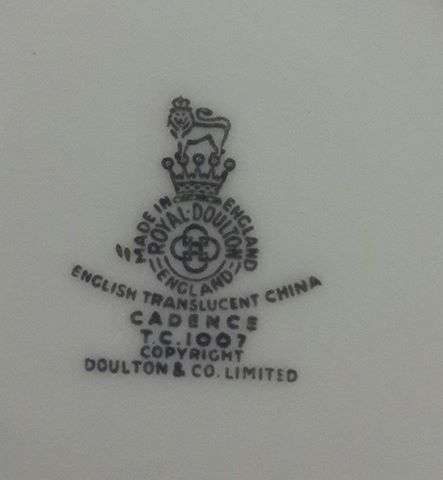 MADE IN ENGLAND
ROYAL·DOULTON
ENGLAND
ENGLISH TRANSLUCENT CHINA
CADENCE
T.C.1007
COPYRIGHT
DOULTON & CO. LIMITED